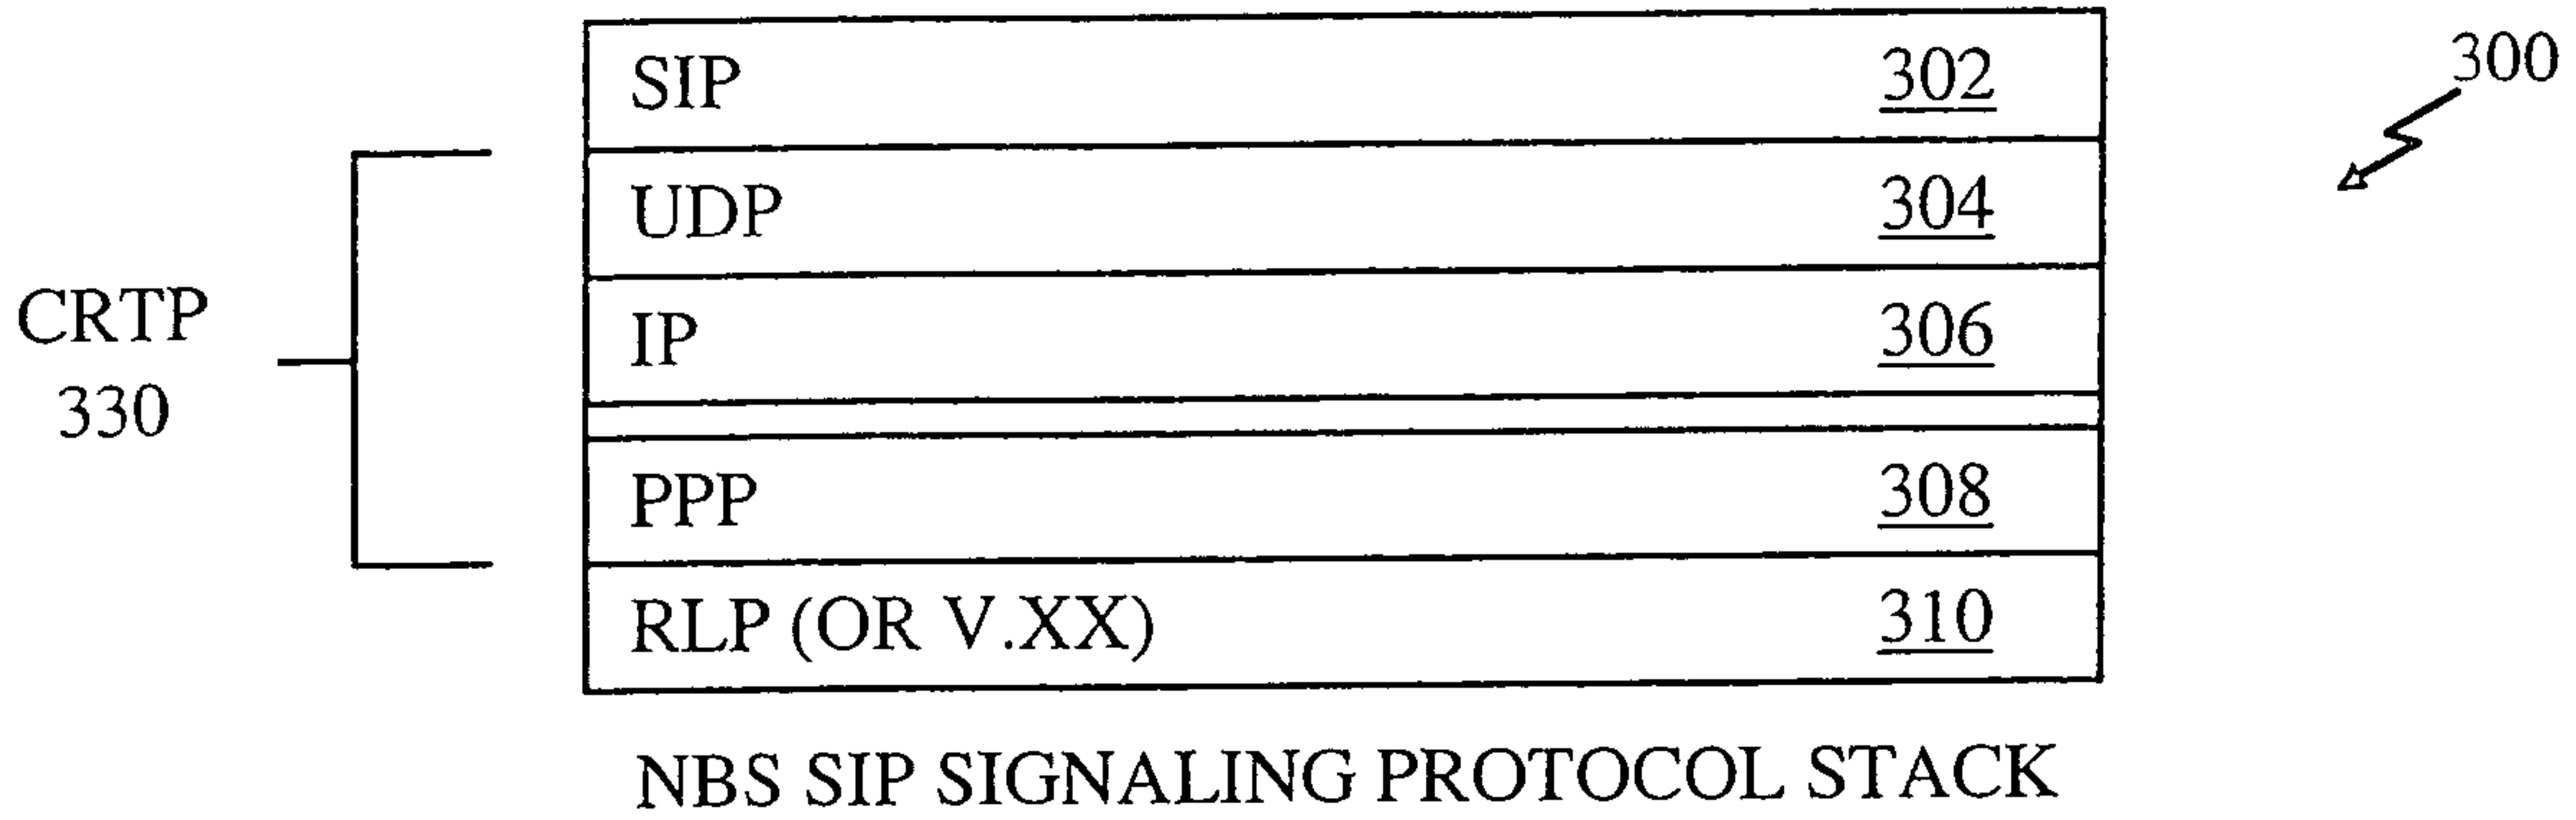 SIP 302
300
UDP 304
CRTP
330
IP 306
PPP 308
RLP (OR V.XX) 310
NBS SIP SIGNALING PROTOCOL STACK